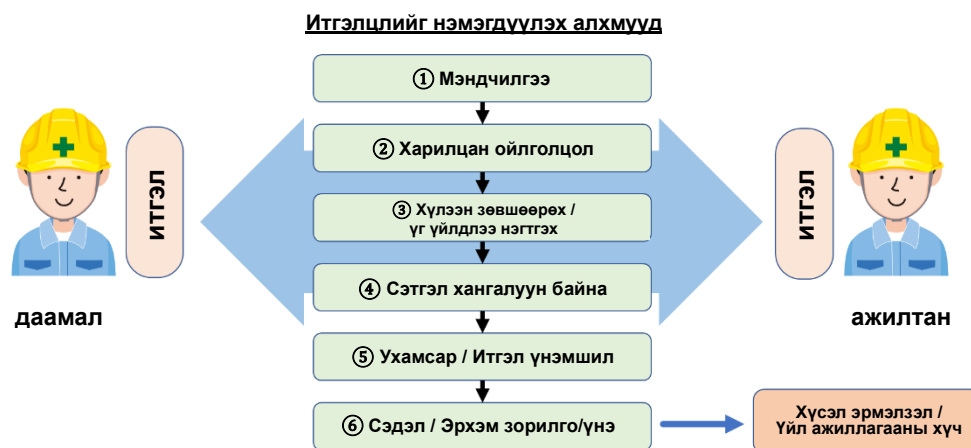 Итгэлцлийг нэмэгдүүлэх алхмууд
① Мэндчилгээ
② Харилцан ойлголцол
③ Хүлээн зөвшөөрөх /
үг үйлдлээ нэгтгэх
④ Сэтгэл хангалуун байна
⑤ Ухамсар / Итгэл үнэмшил
⑥ Сэдэл / Эрхэм зорилго/үнэ
итгэл
даамал
итгэл
ажилтан
Хүсэл эрмэлзэл /
Үйл ажиллагааны хүч